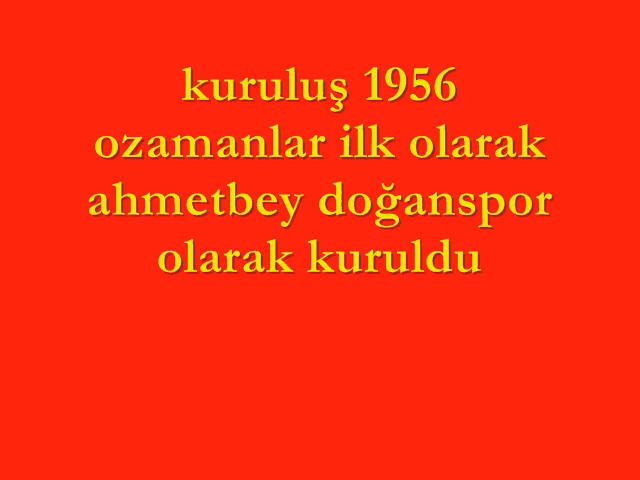 kuruluş 1956
ozamanlar ilk olarak
ahmetbey doğanspor
olarak kuruldu